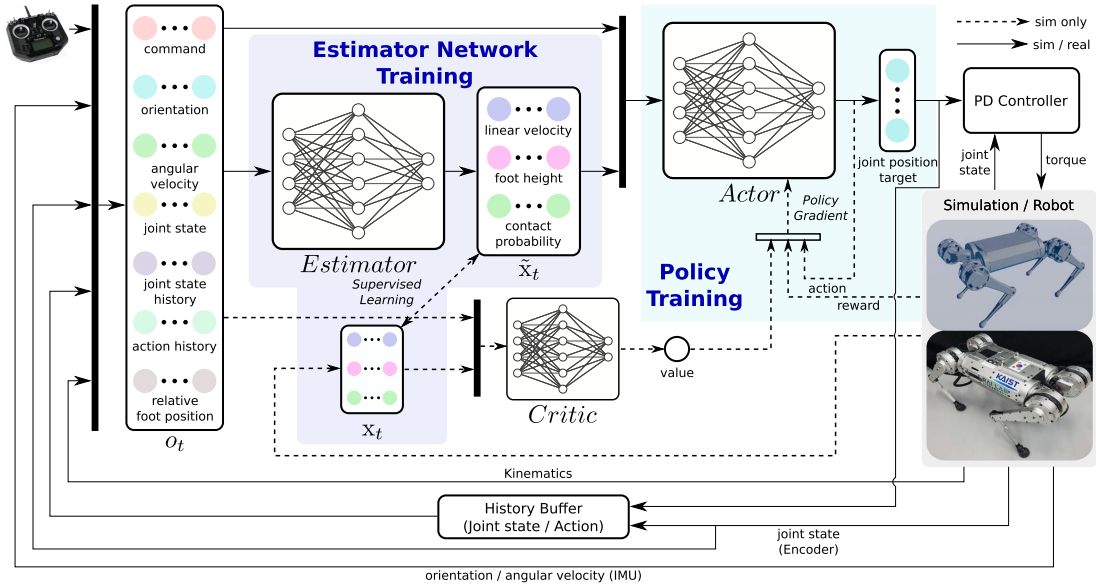 command
orientation
angular
velocity
joint state
joint state
history
action history
relative
foot position
o_t
Estimator Network
Training
Estimator
linear velocity
foot height
contact
probability
x̃_t
Supervised
Learning
x_t
Critic
value
Actor
Policy
Gradient
Policy
Training
action
reward
joint position
target
sim only
sim / real
PD Controller
joint
state
torque
Simulation / Robot
KAIST
Kinematics
History Buffer
(Joint state / Action)
joint state
(Encoder)
orientation / angular velocity (IMU)